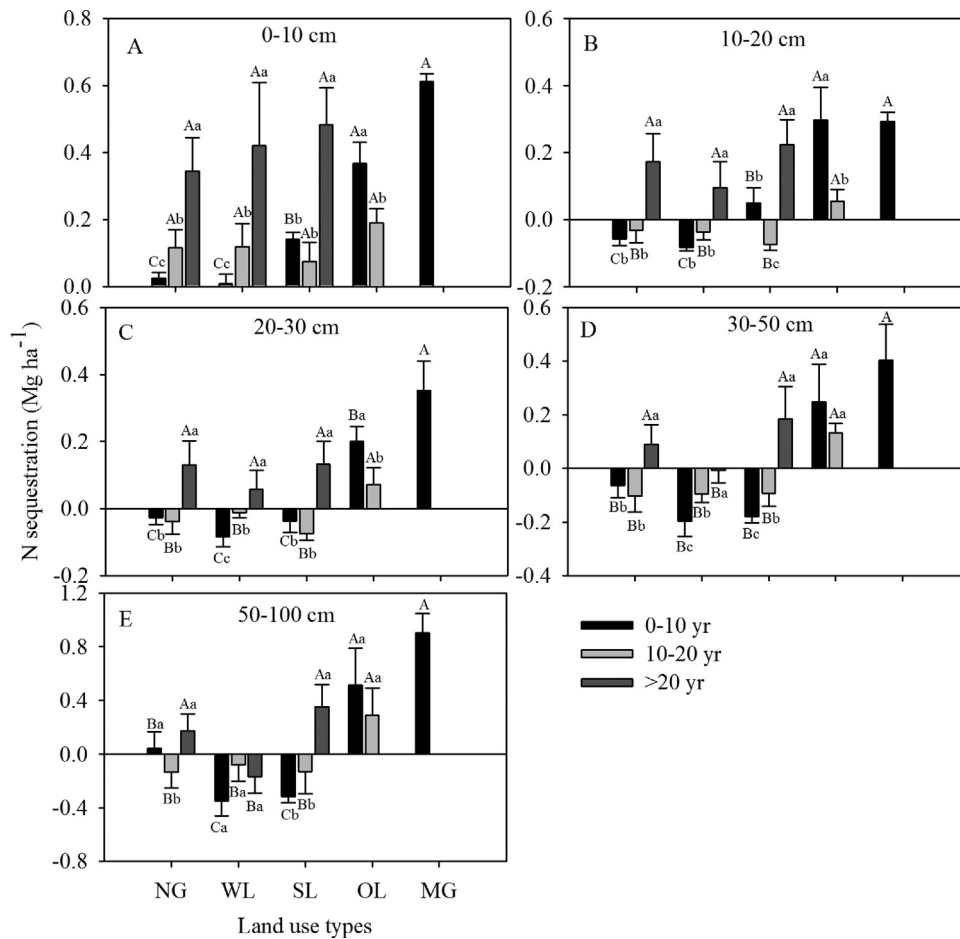 A
0-10 cm
0.8
0.6
0.4
0.2
0.0
Cc
Ab
Aa
Cc
Ab
Aa
Bb
Ab
Aa
Aa
Ab
A
B
10-20 cm
0.6
0.4
0.2
0.0
-0.2
Cb
Bb
Aa
Cb
Bb
Aa
Bb
Bc
Aa
Aa
Ab
A
C
20-30 cm
0.6
0.4
0.2
0.0
-0.2
Cb
Bb
Aa
Cc
Bb
Aa
Cb
Bb
Aa
Ba
Ab
A
D
30-50 cm
0.6
0.4
0.2
0.0
-0.2
-0.4
Bb
Bb
Aa
Bc
Bb
Ba
Bc
Bb
Aa
Aa
Aa
A
E
50-100 cm
1.2
0.8
0.4
0.0
-0.4
-0.8
Ba
Bb
Aa
Ca
Ba
Ba
Cb
Bb
Aa
Aa
Aa
A
NG WL SL OL MG
Land use types
N sequestration (Mg ha⁻¹)
0-10 yr
10-20 yr
>20 yr